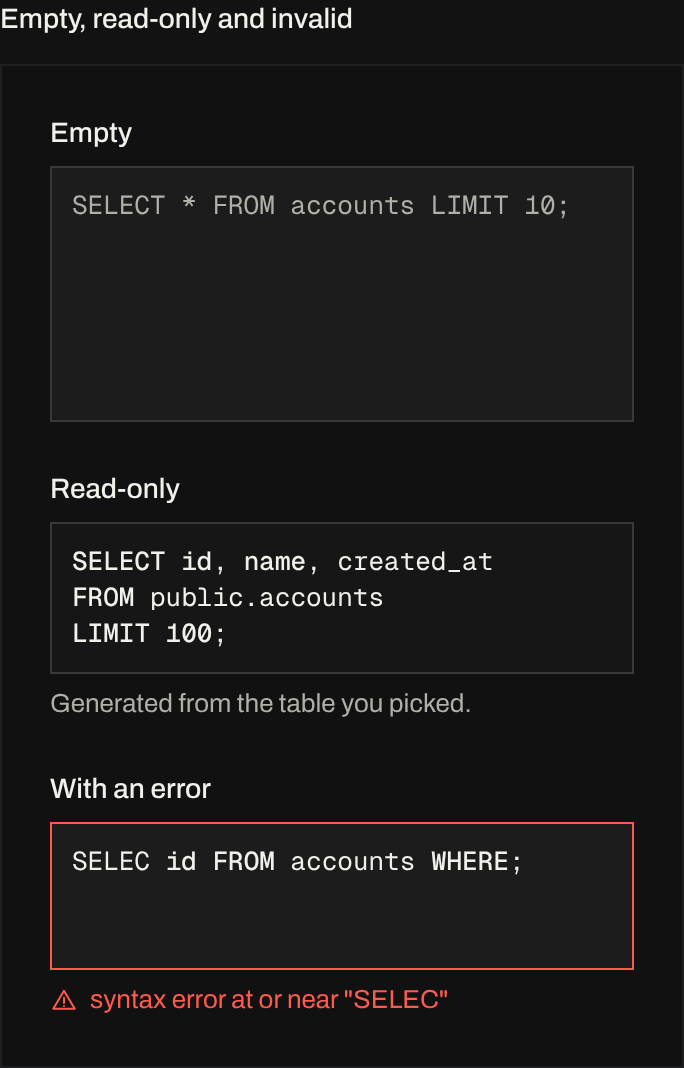 Empty, read-only and invalid
Empty
SELECT * FROM accounts LIMIT 10;
Read-only
SELECT id, name, created_at
FROM public.accounts
LIMIT 100;
Generated from the table you picked.
With an error
SELEC id FROM accounts WHERE;
syntax error at or near "SELEC"